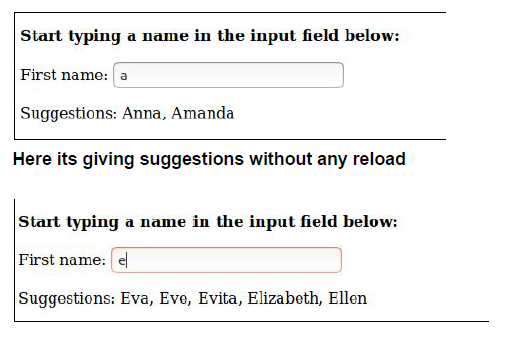 Start typing a name in the input field below:
First name: a
Suggestions: Anna, Amanda
Here its giving suggestions without any reload
Start typing a name in the input field below:
First name: e
Suggestions: Eva, Eve, Evita, Elizabeth, Ellen